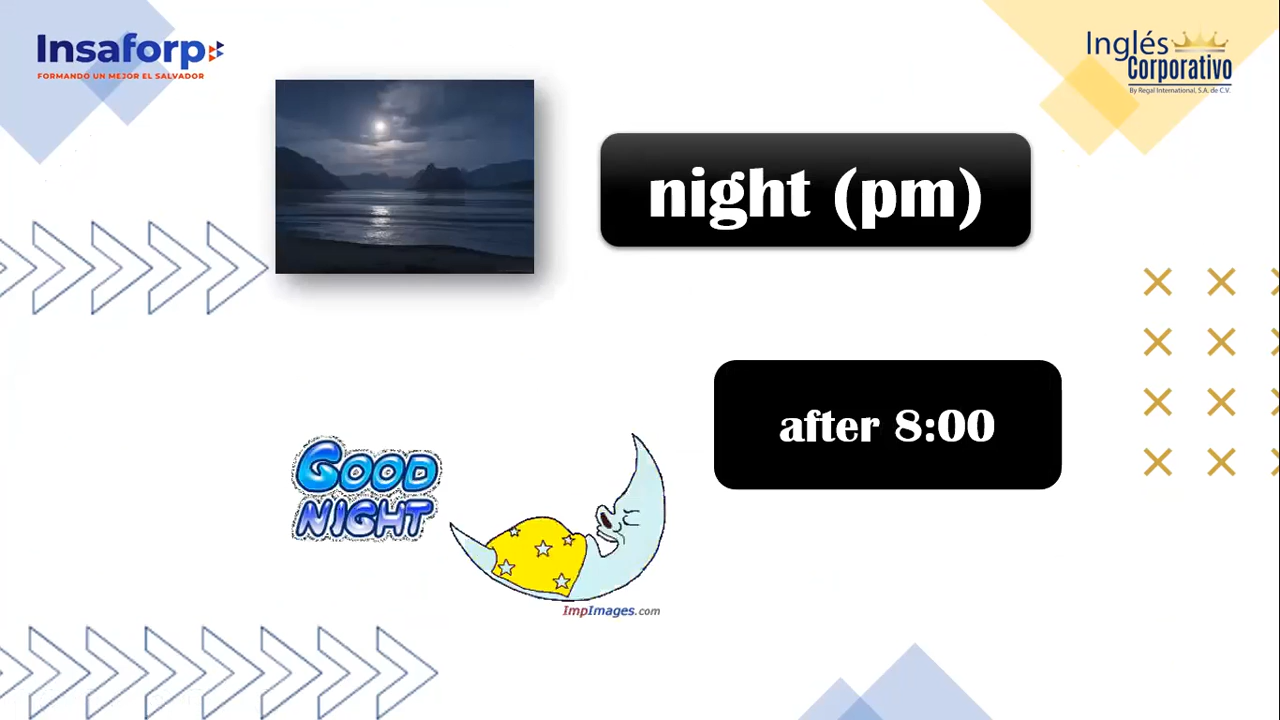 Insaforp
FORMANDO UN MEJOR EL SALVADOR
Inglés
Corporativo
By Regal International, S.A. de C.V.
night (pm)
after 8:00
GOOD
NIGHT
ImpImages.com